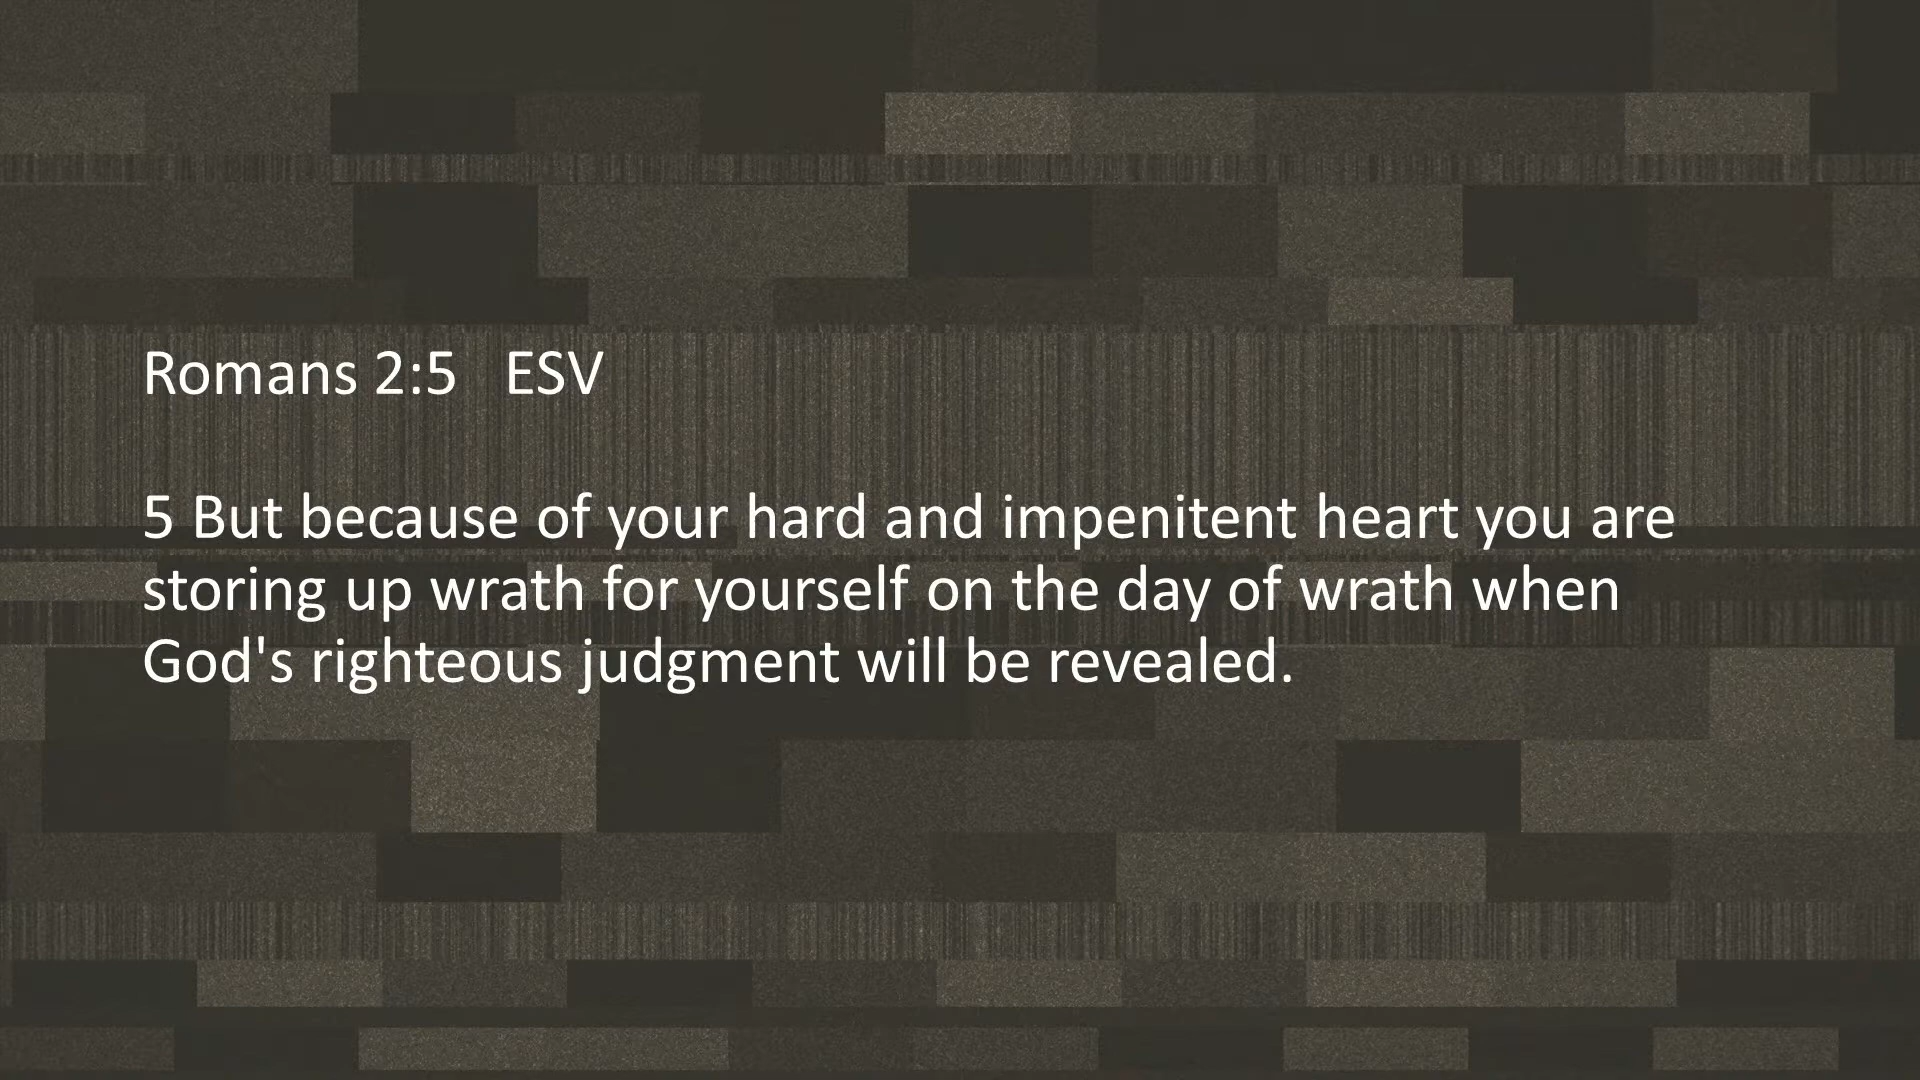 Romans 2:5   ESV
5 But because of your hard and impenitent heart you are
storing up wrath for yourself on the day of wrath when
God's righteous judgment will be revealed.